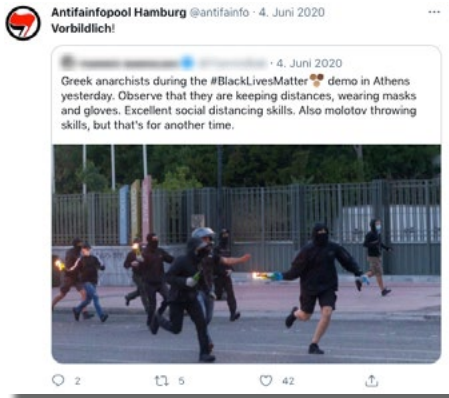 Antifainfopool Hamburg @antifainfo · 4. Juni 2020
Vorbildlich!
· 4. Juni 2020
Greek anarchists during the #BlackLivesMatter demo in Athens
yesterday. Observe that they are keeping distances, wearing masks
and gloves. Excellent social distancing skills. Also molotov throwing
skills, but that's for another time.
2 5 42